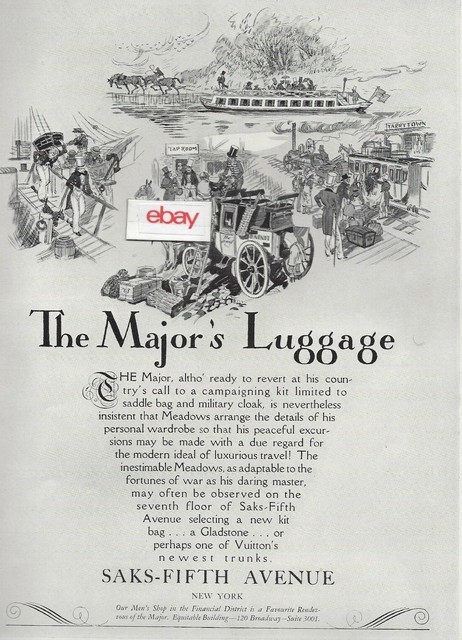 TARRYTOWN
TAP ROOM
ebay
The Major's Luggage
THE Major, altho' ready to revert at his coun-
try's call to a campaigning kit limited to
saddle bag and military cloak, is nevertheless
insistent that Meadows arrange the details of his
personal wardrobe so that his peaceful excur-
sions may be made with a due regard for
the modern ideal of luxurious travel! The
inestimable Meadows, as adaptable to the
fortunes of war as his daring master,
may often be observed on the
seventh floor of Saks-Fifth
Avenue selecting a new kit
bag . . . a Gladstone . . . or
perhaps one of Vuitton's
newest trunks.
SAKS-FIFTH AVENUE
NEW YORK
Our Men's Shop in the Financial District is a Favourite Rendez-
vous of the Major. Equitable Building—120 Broadway—Suite 3001.